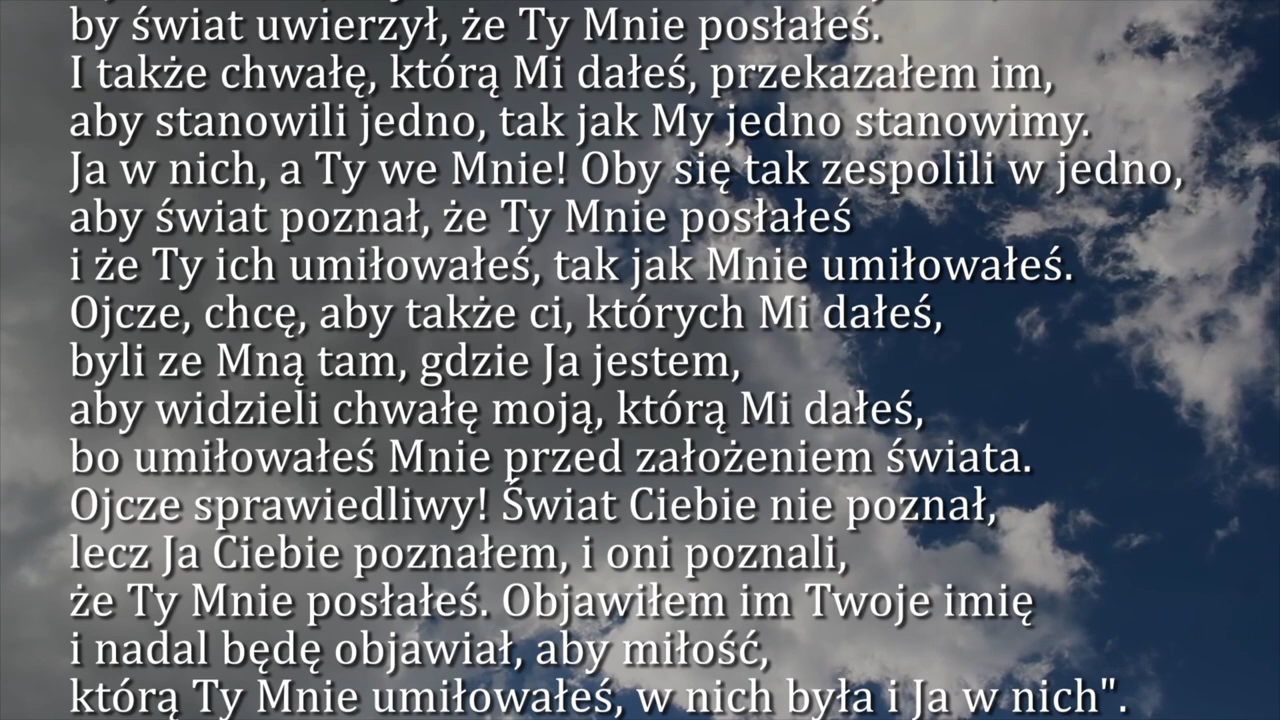 by świat uwierzył, że Ty Mnie posłałeś.
I także chwałę, którą Mi dałeś, przekazałem im,
aby stanowili jedno, tak jak My jedno stanowimy.
Ja w nich, a Ty we Mnie! Oby się tak zespolili w jedno,
aby świat poznał, że Ty Mnie posłałeś
i że Ty ich umiłowałeś, tak jak Mnie umiłowałeś.
Ojcze, chcę, aby także ci, których Mi dałeś,
byli ze Mną tam, gdzie Ja jestem,
aby widzieli chwałę moją, którą Mi dałeś,
bo umiłowałeś Mnie przed założeniem świata.
Ojcze sprawiedliwy! Świat Ciebie nie poznał,
lecz Ja Ciebie poznałem, i oni poznali,
że Ty Mnie posłałeś. Objawiłem im Twoje imię
i nadal będę objawiał, aby miłość,
którą Ty Mnie umiłowałeś, w nich była i Ja w nich".